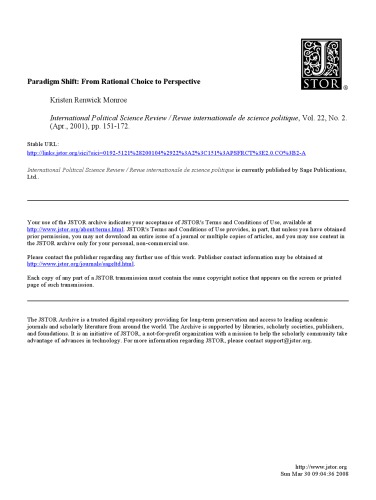 JSTOR
®
Paradigm Shift: From Rational Choice to Perspective
Kristen Renwick Monroe
International Political Science Review / Revue internationale de science politique, Vol. 22, No. 2.
(Apr., 2001), pp. 151-172.
Stable URL:
http://links.jstor.org/sici?sici=0192-5121%28200104%2922%3A2%3C151%3APSFRCT%3E2.0.CO%3B2-A
International Political Science Review / Revue internationale de science politique is currently published by Sage Publications,
Ltd..
Your use of the JSTOR archive indicates your acceptance of JSTOR's Terms and Conditions of Use, available at
http://www.jstor.org/about/terms.html. JSTOR's Terms and Conditions of Use provides, in part, that unless you have obtained
prior permission, you may not download an entire issue of a journal or multiple copies of articles, and you may use content in
the JSTOR archive only for your personal, non-commercial use.
Please contact the publisher regarding any further use of this work. Publisher contact information may be obtained at
http://www.jstor.org/journals/sageltd.html.
Each copy of any part of a JSTOR transmission must contain the same copyright notice that appears on the screen or printed
page of such transmission.
The JSTOR Archive is a trusted digital repository providing for long-term preservation and access to leading academic
journals and scholarly literature from around the world. The Archive is supported by libraries, scholarly societies, publishers,
and foundations. It is an initiative of JSTOR, a not-for-profit organization with a mission to help the scholarly community take
advantage of advances in technology. For more information regarding JSTOR, please contact support@jstor.org.
http://www.jstor.org
Sun Mar 30 09:04:36 2008